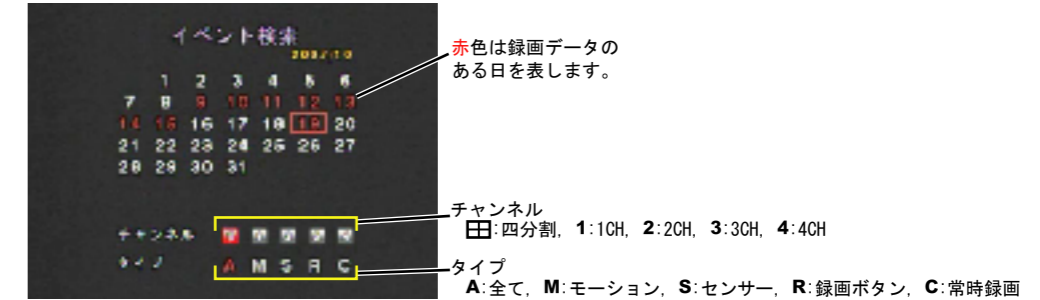 イベント検索
2007/10
1 2 3 4 5 6
7 8 9 10 11 12 13
14 15 16 17 18 19 20
21 22 23 24 25 26 27
28 29 30 31
チャンネル
タイプ A M S R C
赤色は録画データの
ある日を表します。
チャンネル
:四分割, 1:1CH, 2:2CH, 3:3CH, 4:4CH
タイプ
A:全て, M:モーション, S:センサー, R:録画ボタン, C:常時録画